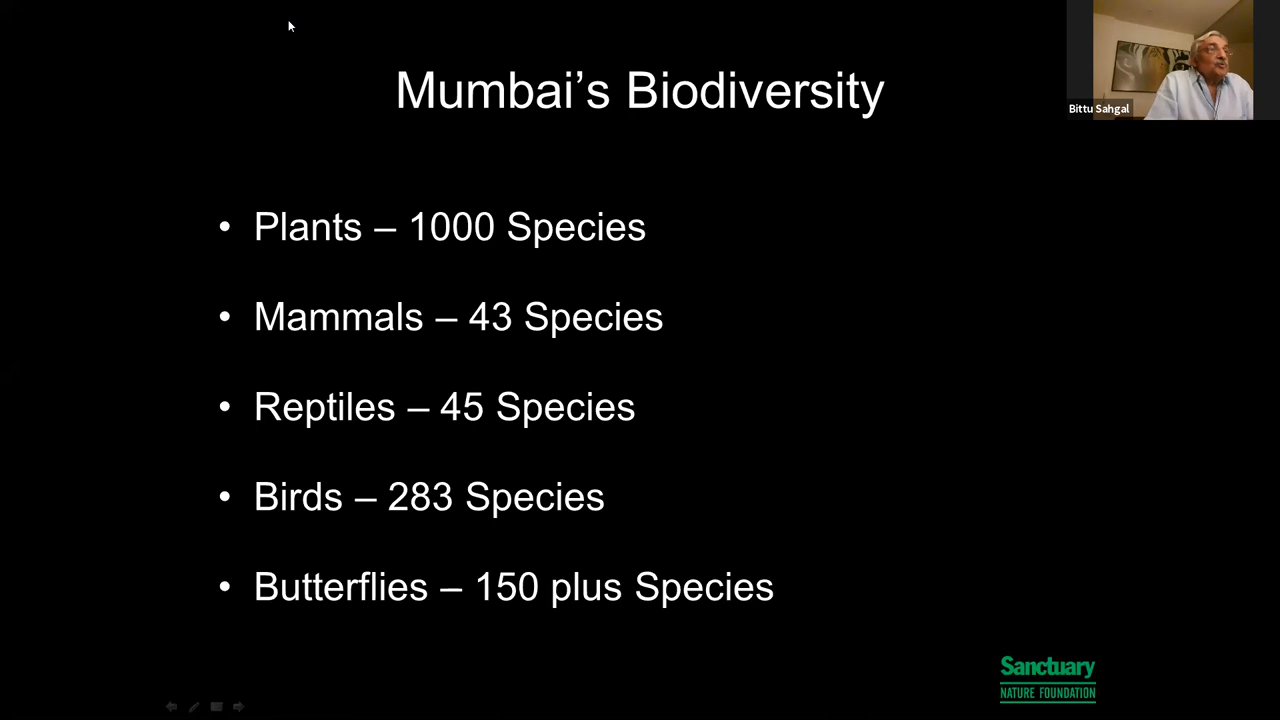 Mumbai’s Biodiversity
Bittu Sahgal
• Plants – 1000 Species
• Mammals – 43 Species
• Reptiles – 45 Species
• Birds – 283 Species
• Butterflies – 150 plus Species
Sanctuary
NATURE FOUNDATION